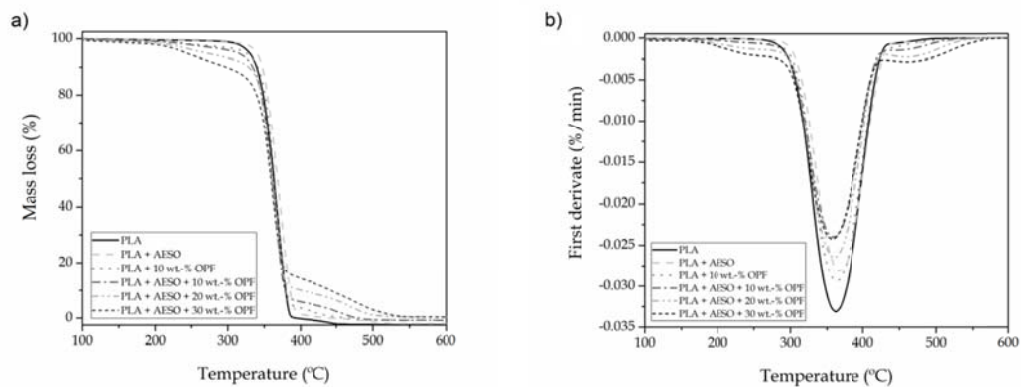 a)
Mass loss (%)
100
80
60
40
20
0
PLA
PLA + AESO
PLA + 10 wt.-% OPF
PLA + AESO + 10 wt.-% OPF
PLA + AESO + 20 wt.-% OPF
PLA + AESO + 30 wt.-% OPF
100 200 300 400 500 600
Temperature (ºC)
b)
First derivate (%/min)
0.000
-0.005
-0.010
-0.015
-0.020
-0.025
-0.030
-0.035
PLA
PLA + AESO
PLA + 10 wt.-% OPF
PLA + AESO + 10 wt.-% OPF
PLA + AESO + 20 wt.-% OPF
PLA + AESO + 30 wt.-% OPF
100 200 300 400 500 600
Temperature (ºC)